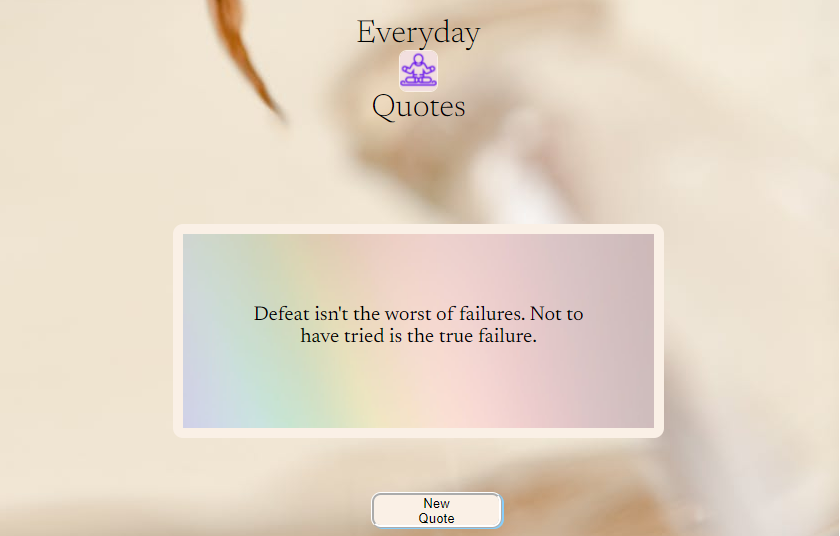 Everyday
Quotes
Defeat isn't the worst of failures. Not to
have tried is the true failure.
New
Quote